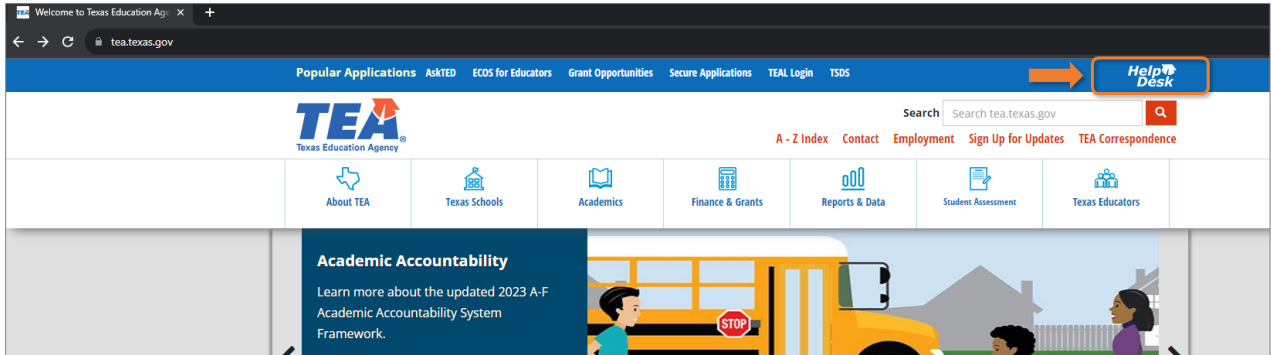 TEA Welcome to Texas Education Age
tea.texas.gov
Popular Applications AskTED ECOS for Educators Grant Opportunities Secure Applications TEAL Login TSDS
Help Desk
TEA
Texas Education Agency
Search Search tea.texas.gov
A - Z Index Contact Employment Sign Up for Updates TEA Correspondence
About TEA Texas Schools Academics Finance & Grants Reports & Data Student Assessment Texas Educators
Academic Accountability
Learn more about the updated 2023 A-F
Academic Accountability System
Framework.
STOP